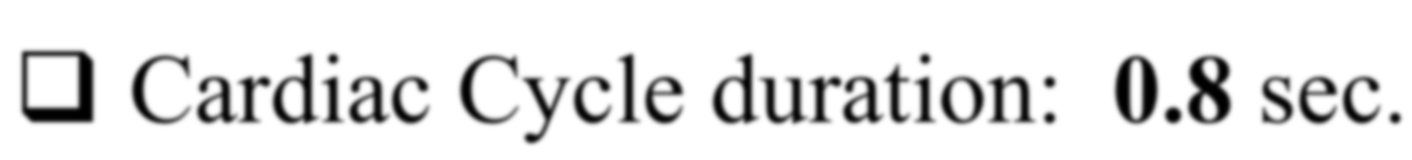 ❑ Cardiac Cycle duration: 0.8 sec.